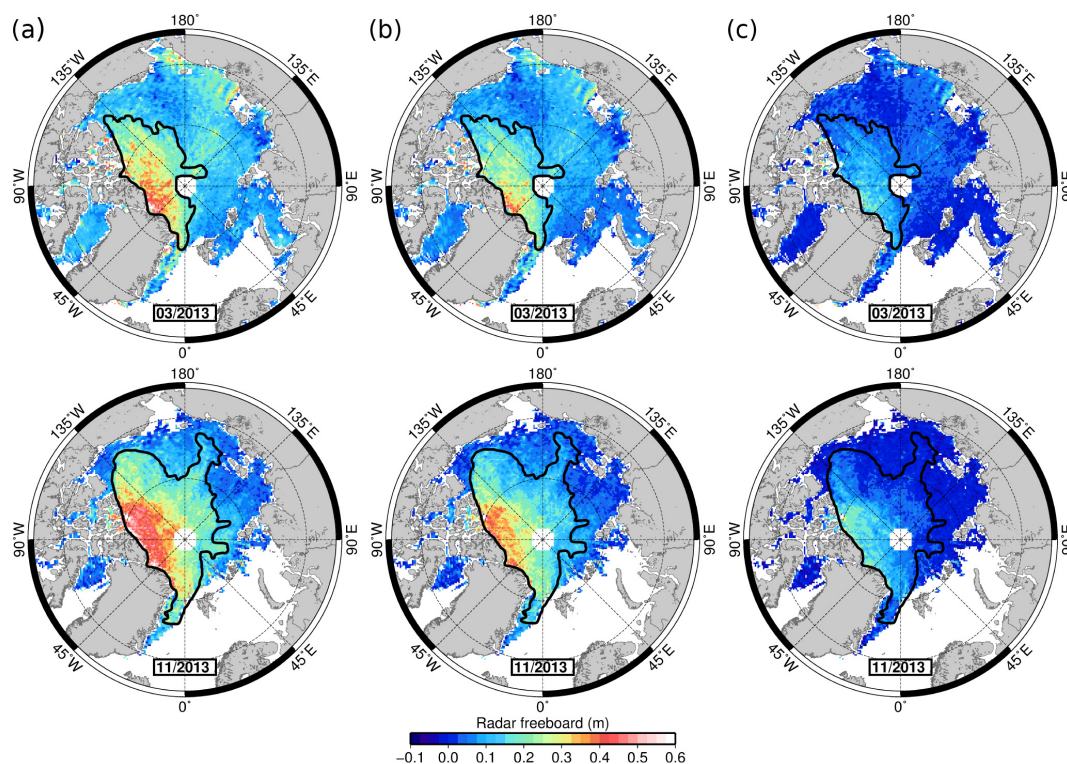 (a) (b) (c)
180˚ 180˚ 180˚
135˚W 135˚E 135˚W 135˚E 135˚W 135˚E
90˚W 90˚E 90˚W 90˚E 90˚W 90˚E
45˚W 45˚E 45˚W 45˚E 45˚W 45˚E
03/2013 03/2013 03/2013
0˚ 0˚ 0˚
180˚ 180˚ 180˚
135˚W 135˚E 135˚W 135˚E 135˚W 135˚E
90˚W 90˚E 90˚W 90˚E 90˚W 90˚E
45˚W 45˚E 45˚W 45˚E 45˚W 45˚E
11/2013 11/2013 11/2013
0˚ 0˚ 0˚
Radar freeboard (m)
−0.1 0.0 0.1 0.2 0.3 0.4 0.5 0.6